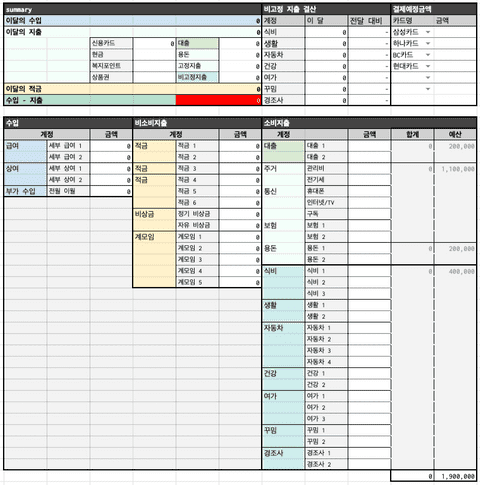 summary 비고정 지출 결산 결제예정금액
이달의 수입 0 계정 이 달 전달 대비 카드명 금액
이달의 지출 0 식비 0 - 삼성카드
신용카드 0 대출 0 생활 0 - 하나카드
현금 용돈 0 자동차 0 - BC카드
복지포인트 고정지출 0 건강 0 - 현대카드
상품권 비고정지출 0 여가 0 -
이달의 적금 0 꾸밈 0 -
수입 - 지출 0 경조사 0 -
수입 비소비지출 소비지출
계정 금액 계정 금액 계정 금액 합계 예산
급여 세부 급여 1 0 적금 적금 1 0 대출 대출 1 0 200,000
세부 급여 2 0 적금 2 0 대출 2
상여 세부 상여 1 0 적금 적금 3 0 주거 관리비 0 1,100,000
세부 상여 2 0 적금 적금 4 0 전기세
부가 수입 전월 이월 0 적금 5 0 통신 휴대폰
적금 6 0 인터넷/TV
비상금 정기 비상금 0 구독
자유 비상금 0 보험 보험 1
계모임 계모임 1 0 보험 2
계모임 2 0 용돈 용돈 1 0 200,000
계모임 3 0 용돈 2
계모임 4 0 식비 식비 1 0 400,000
계모임 5 0 식비 2
식비 3
생활 생활 1
생활 2
자동차 자동차 1
자동차 2
자동차 3
자동차 4
건강 건강 1
건강 2
여가 여가 1
여가 2
여가 3
꾸밈 꾸밈 1
꾸밈 2
경조사 경조사 1
경조사 2
0 1,900,000